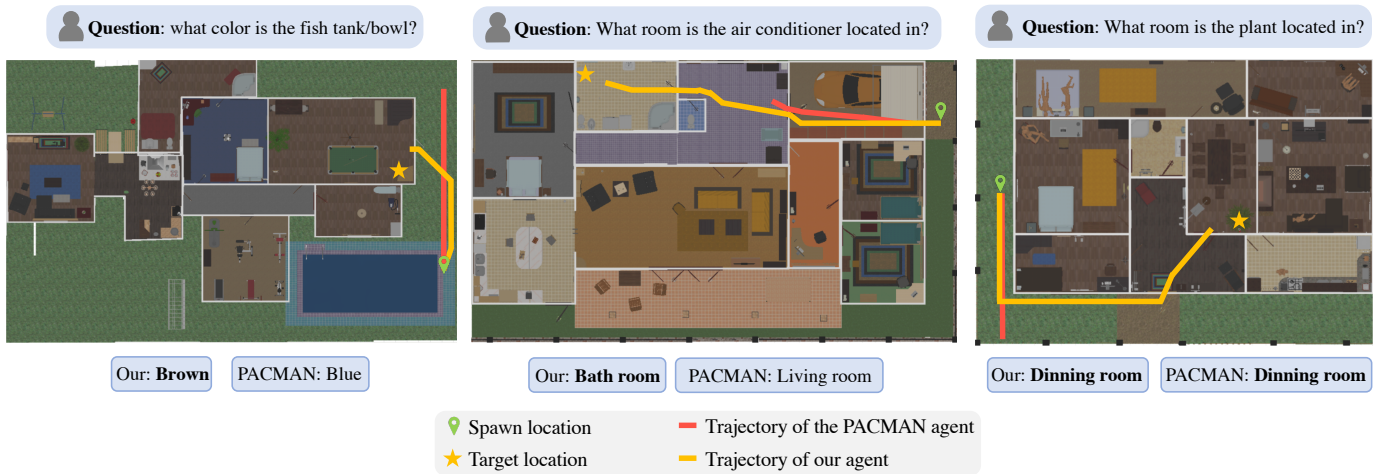 Question: what color is the fish tank/bowl?
Question: What room is the air conditioner located in?
Question: What room is the plant located in?
Our: Brown
PACMAN: Blue
Our: Bath room
PACMAN: Living room
Our: Dinning room
PACMAN: Dinning room
Spawn location
Trajectory of the PACMAN agent
Target location
Trajectory of our agent